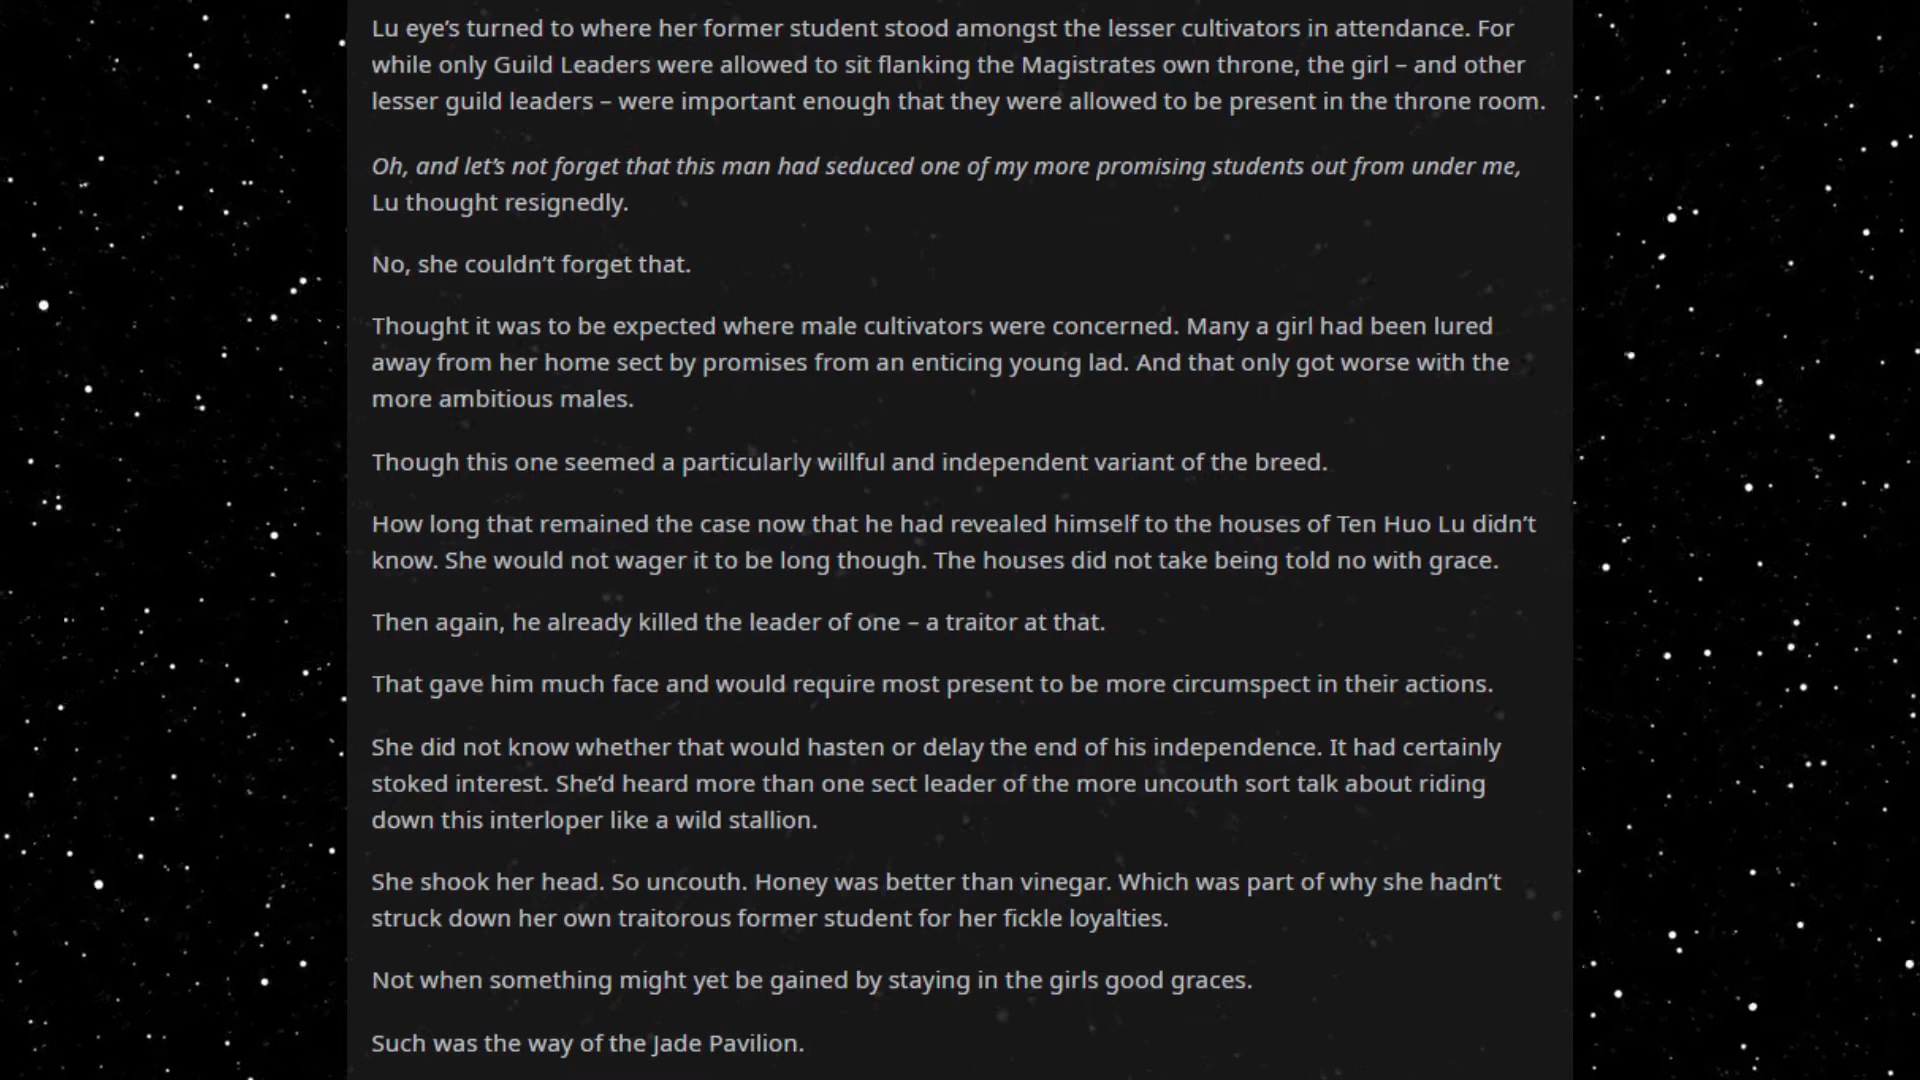 Lu eye’s turned to where her former student stood amongst the lesser cultivators in attendance. For
while only Guild Leaders were allowed to sit flanking the Magistrates own throne, the girl – and other
lesser guild leaders – were important enough that they were allowed to be present in the throne room.
Oh, and let’s not forget that this man had seduced one of my more promising students out from under me,
Lu thought resignedly.
No, she couldn’t forget that.
Thought it was to be expected where male cultivators were concerned. Many a girl had been lured
away from her home sect by promises from an enticing young lad. And that only got worse with the
more ambitious males.
Though this one seemed a particularly willful and independent variant of the breed.
How long that remained the case now that he had revealed himself to the houses of Ten Huo Lu didn’t
know. She would not wager it to be long though. The houses did not take being told no with grace.
Then again, he already killed the leader of one – a traitor at that.
That gave him much face and would require most present to be more circumspect in their actions.
She did not know whether that would hasten or delay the end of his independence. It had certainly
stoked interest. She’d heard more than one sect leader of the more uncouth sort talk about riding
down this interloper like a wild stallion.
She shook her head. So uncouth. Honey was better than vinegar. Which was part of why she hadn’t
struck down her own traitorous former student for her fickle loyalties.
Not when something might yet be gained by staying in the girls good graces.
Such was the way of the Jade Pavilion.